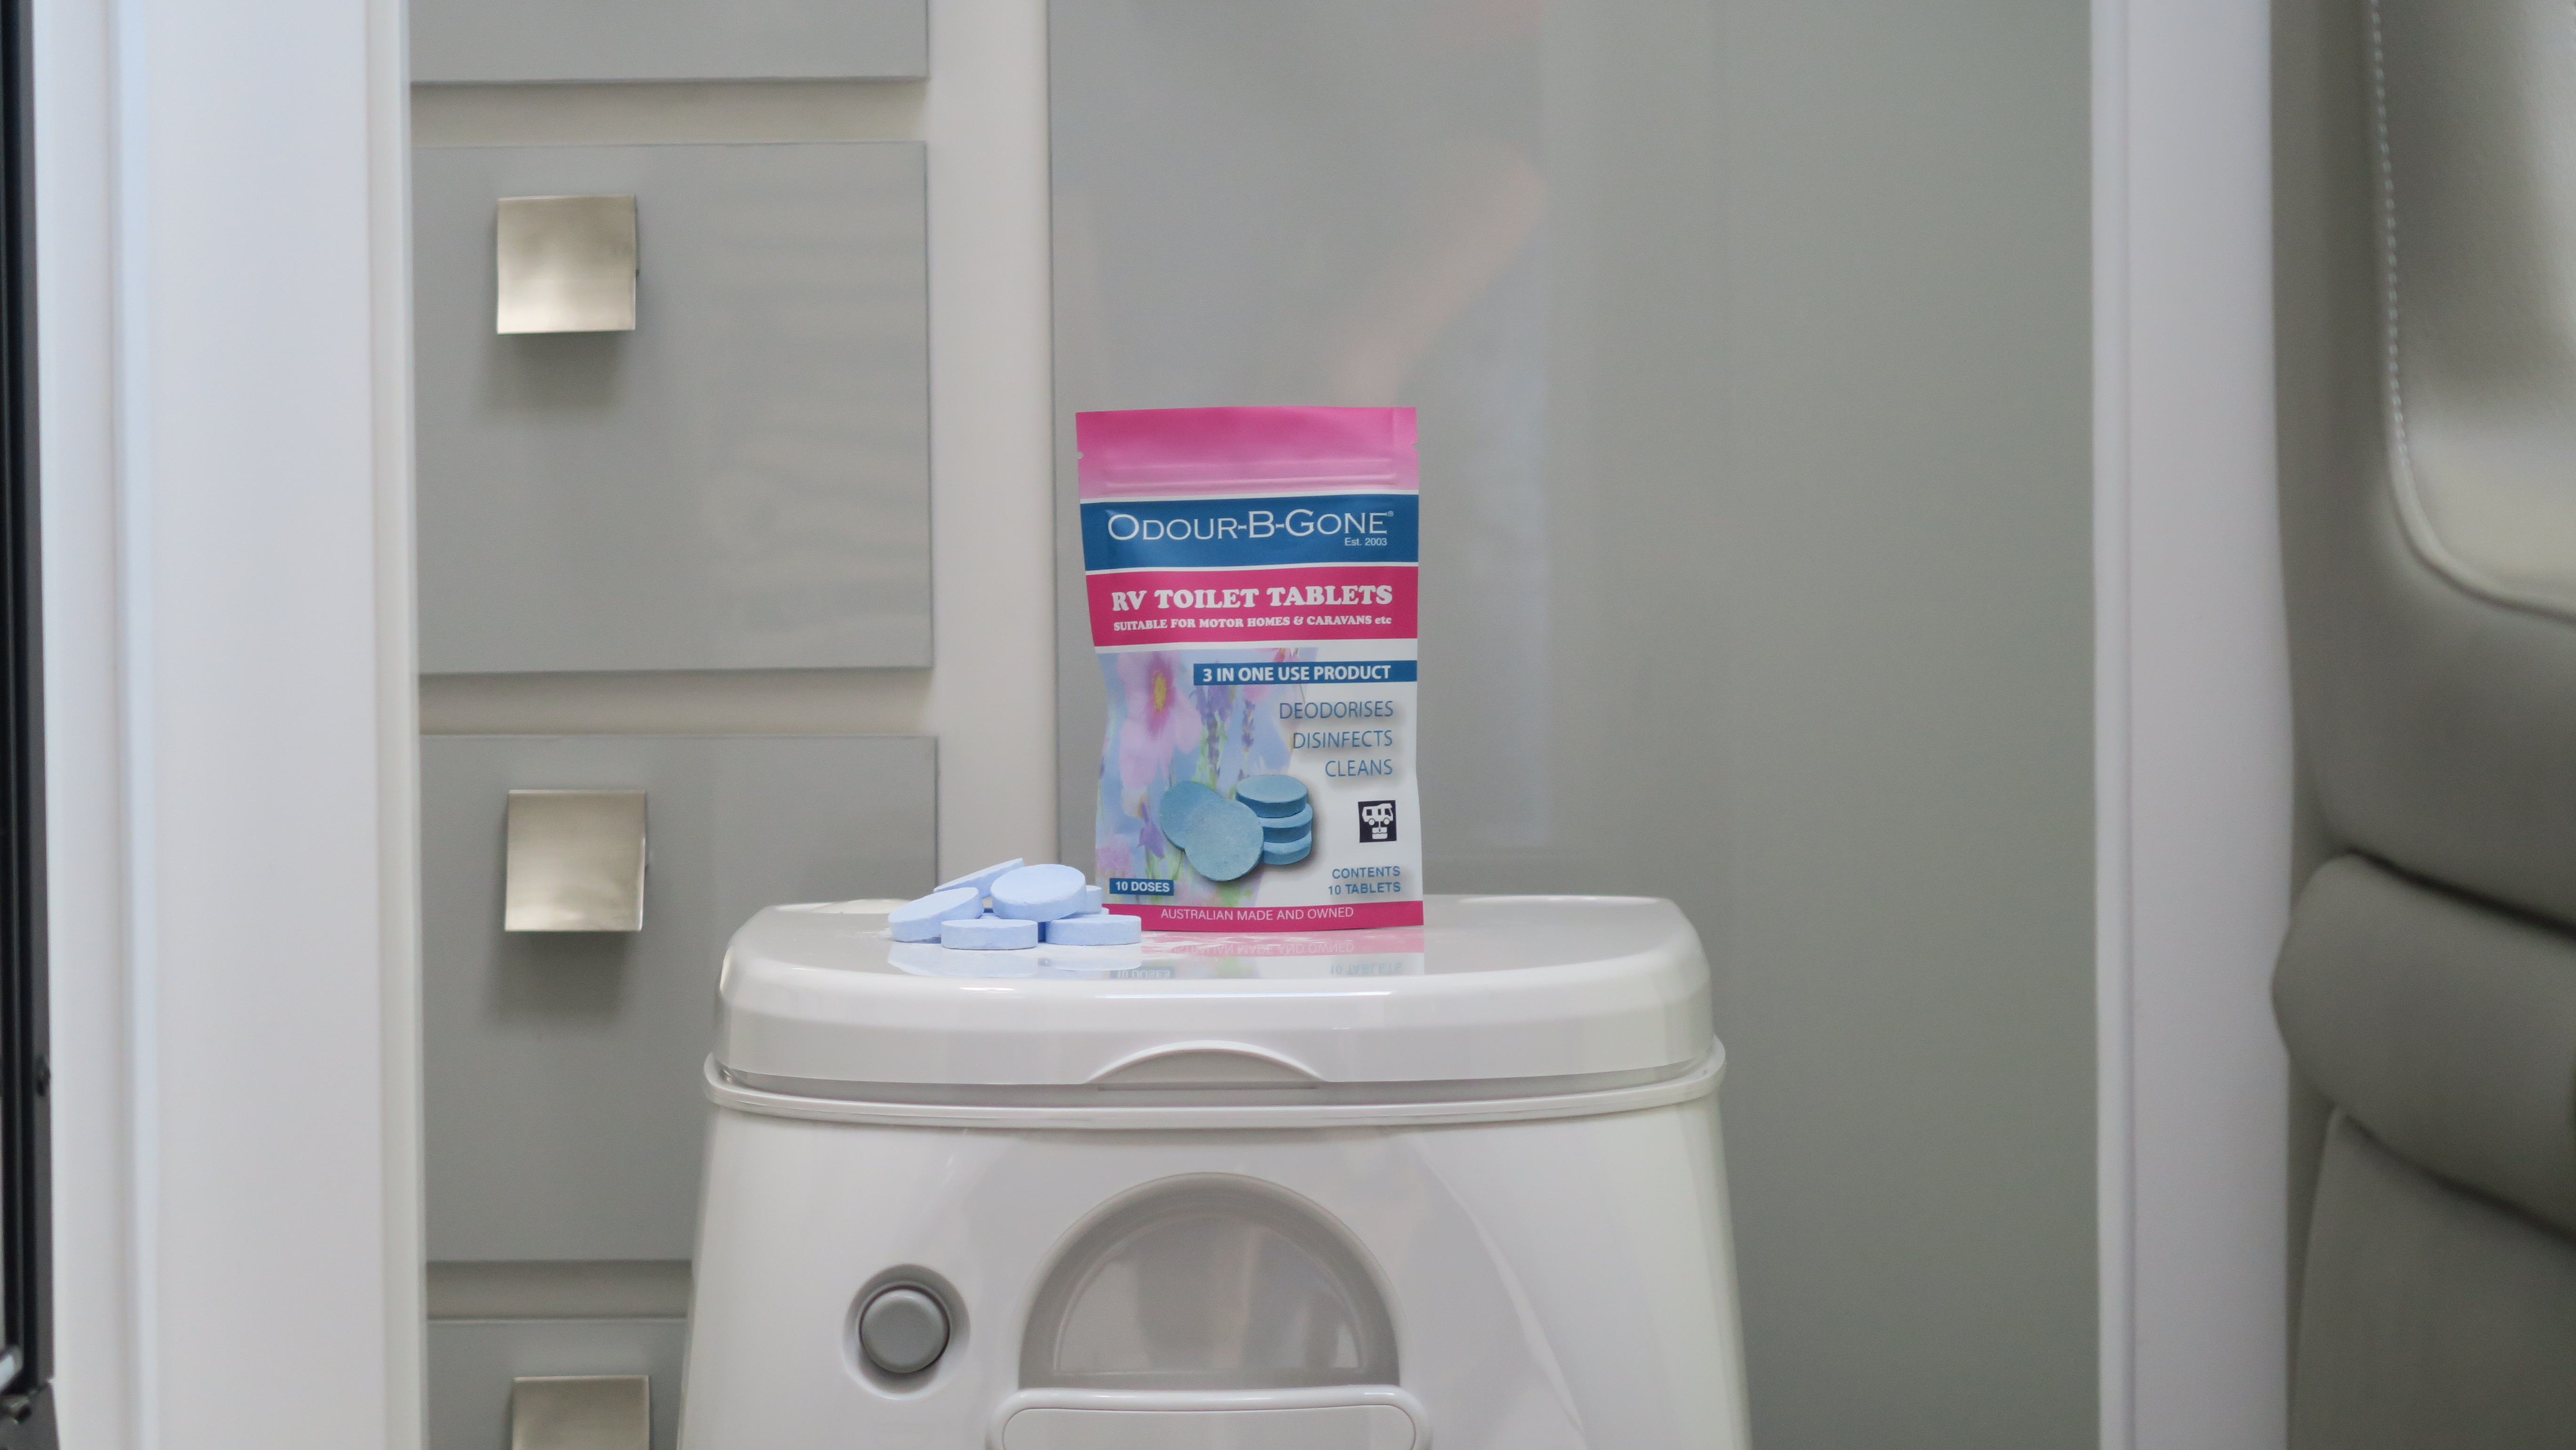 ODOUR-B-GONE®
Est. 2003
RV TOILET TABLETS
SUITABLE FOR MOTOR HOMES & CARAVANS etc
3 IN ONE USE PRODUCT
DEODORISES
DISINFECTS
CLEANS
CONTENTS
10 TABLETS
10 DOSES
AUSTRALIAN MADE AND OWNED